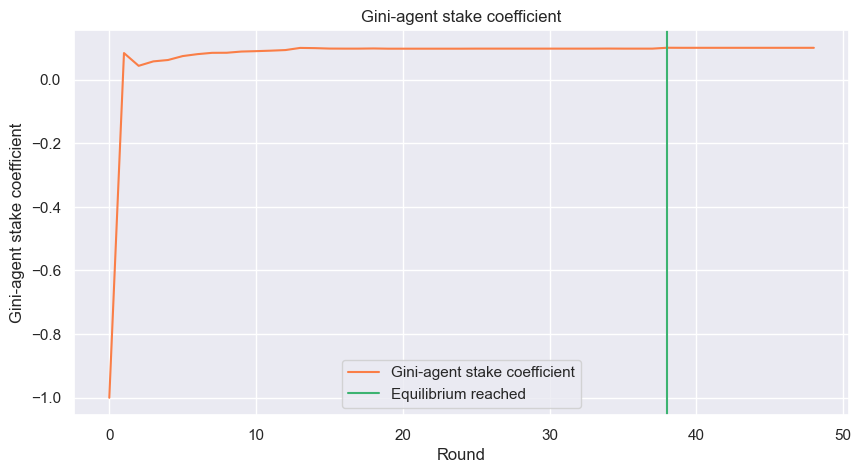 Gini-agent stake coefficient
Gini-agent stake coefficient
0.0
−0.2
−0.4
−0.6
−0.8
−1.0
Gini-agent stake coefficient
Equilibrium reached
0 10 20 30 40 50
Round